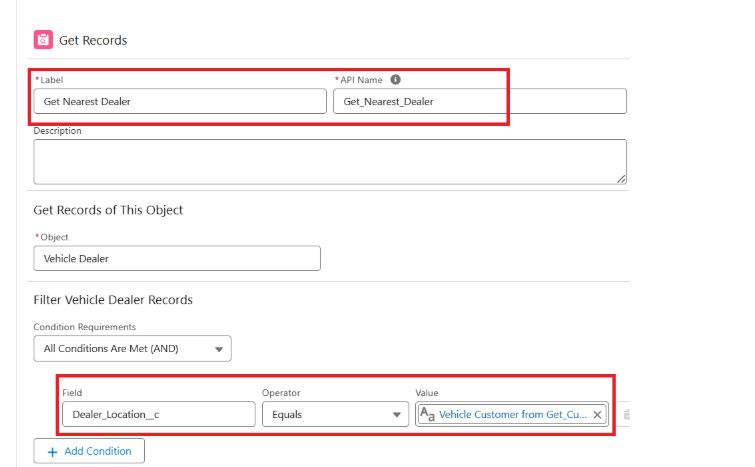 Get Records
*Label
*API Name
Get Nearest Dealer
Get_Nearest_Dealer
Description
Get Records of This Object
*Object
Vehicle Dealer
Filter Vehicle Dealer Records
Condition Requirements
All Conditions Are Met (AND)
Field
Operator
Value
Dealer_Location__c
Equals
Aa Vehicle Customer from Get_Cu...
+ Add Condition